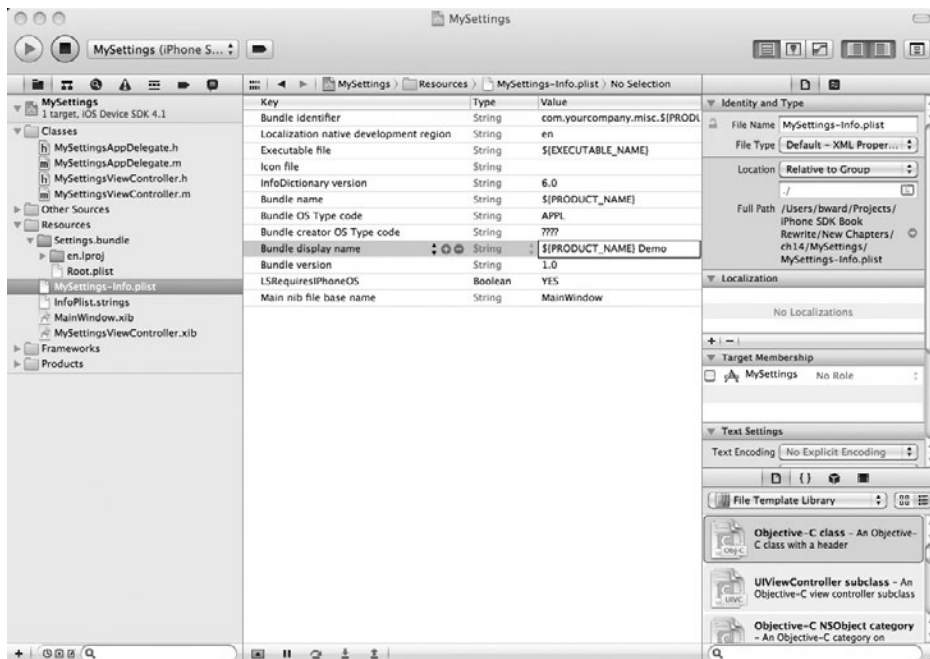 MySettings
MySettings (iPhone S...
MySettings
1 target, iOS Device SDK 4.1
Classes
MySettingsAppDelegate.h
MySettingsAppDelegate.m
MySettingsViewController.h
MySettingsViewController.m
Other Sources
Resources
Settings.bundle
en.lproj
Root.plist
MySettings-Info.plist
InfoPlist.strings
MainWindow.xib
MySettingsViewController.xib
Frameworks
Products
MySettings Resources MySettings-Info.plist No Selection
Key Type Value
Bundle identifier String com.yourcompany.misc.${PRODU
Localization native development region String en
Executable file String ${EXECUTABLE_NAME}
Icon file String
InfoDictionary version String 6.0
Bundle name String ${PRODUCT_NAME}
Bundle OS Type code String APPL
Bundle creator OS Type code String ????
Bundle display name String ${PRODUCT_NAME} Demo
Bundle version String 1.0
LSRequiresIPhoneOS Boolean YES
Main nib file base name String MainWindow
Identity and Type
File Name MySettings-Info.plist
File Type Default - XML Proper...
Location Relative to Group
./
Full Path /Users/bward/Projects/
iPhone SDK Book
Rewrite/New Chapters/
ch14/MySettings/
MySettings-Info.plist
Localization
No Localizations
+ −
Target Membership
MySettings No Role
Text Settings
Text Encoding No Explicit Encoding
{}
File Template Library
Obj-C
Objective-C class - An Objective-
C class with a header
UIVC
UIViewController subclass - An
Objective-C view controller subclass
Objective-C NSObject category
- An Objective-C category on